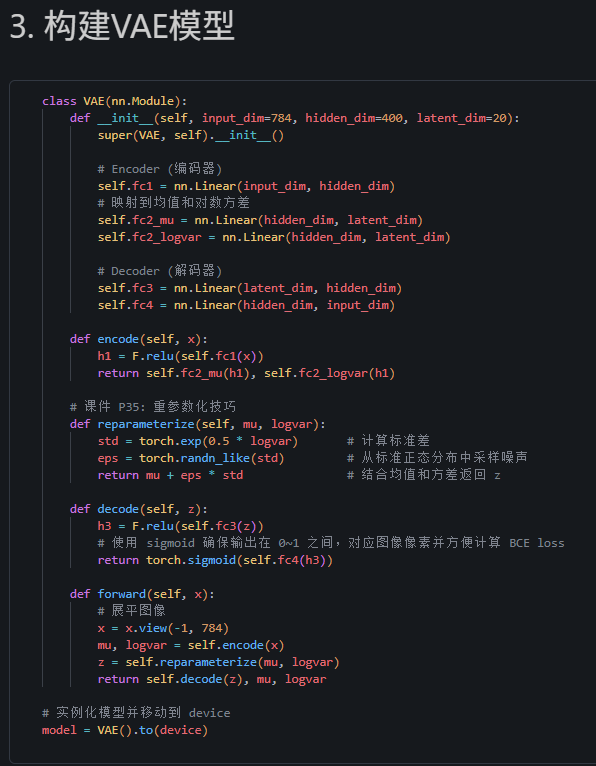 3. 构建VAE模型
class VAE(nn.Module):
    def __init__(self, input_dim=784, hidden_dim=400, latent_dim=20):
        super(VAE, self).__init__()
        # Encoder (编码器)
        self.fc1 = nn.Linear(input_dim, hidden_dim)
        # 映射到均值和对数方差
        self.fc2_mu = nn.Linear(hidden_dim, latent_dim)
        self.fc2_logvar = nn.Linear(hidden_dim, latent_dim)
        # Decoder (解码器)
        self.fc3 = nn.Linear(latent_dim, hidden_dim)
        self.fc4 = nn.Linear(hidden_dim, input_dim)
    def encode(self, x):
        h1 = F.relu(self.fc1(x))
        return self.fc2_mu(h1), self.fc2_logvar(h1)
    # 课件 P35: 重参数化技巧
    def reparameterize(self, mu, logvar):
        std = torch.exp(0.5 * logvar)       # 计算标准差
        eps = torch.randn_like(std)         # 从标准正态分布中采样噪声
        return mu + eps * std               # 结合均值和方差返回 z
    def decode(self, z):
        h3 = F.relu(self.fc3(z))
        # 使用 sigmoid 确保输出在 0~1 之间，对应图像像素并方便计算 BCE loss
        return torch.sigmoid(self.fc4(h3))
    def forward(self, x):
        # 展平图像
        x = x.view(-1, 784)
        mu, logvar = self.encode(x)
        z = self.reparameterize(mu, logvar)
        return self.decode(z), mu, logvar
# 实例化模型并移动到 device
model = VAE().to(device)